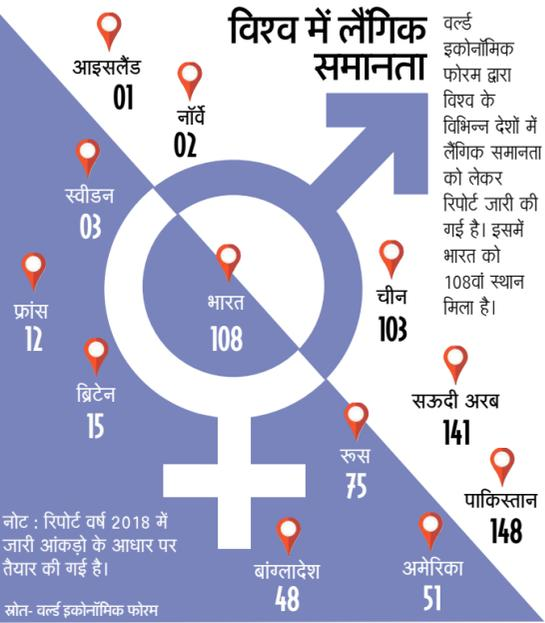 विश्व में लैंगिक
समानता
वर्ल्ड
इकोनॉमिक
फोरम द्वारा
विश्व के
विभिन्न देशों में
लैंगिक समानता
को लेकर
रिपोर्ट जारी की
गई है। इसमें
भारत को
108वां स्थान
मिला है।
आइसलैंड
01
नॉर्वे
02
स्वीडन
03
फ्रांस
12
ब्रिटेन
15
भारत
108
चीन
103
सऊदी अरब
141
रूस
75
पाकिस्तान
148
बांग्लादेश
48
अमेरिका
51
नोट : रिपोर्ट वर्ष 2018 में
जारी आंकड़ो के आधार पर
तैयार की गई है।
स्रोत- वर्ल्ड इकोनॉमिक फोरम